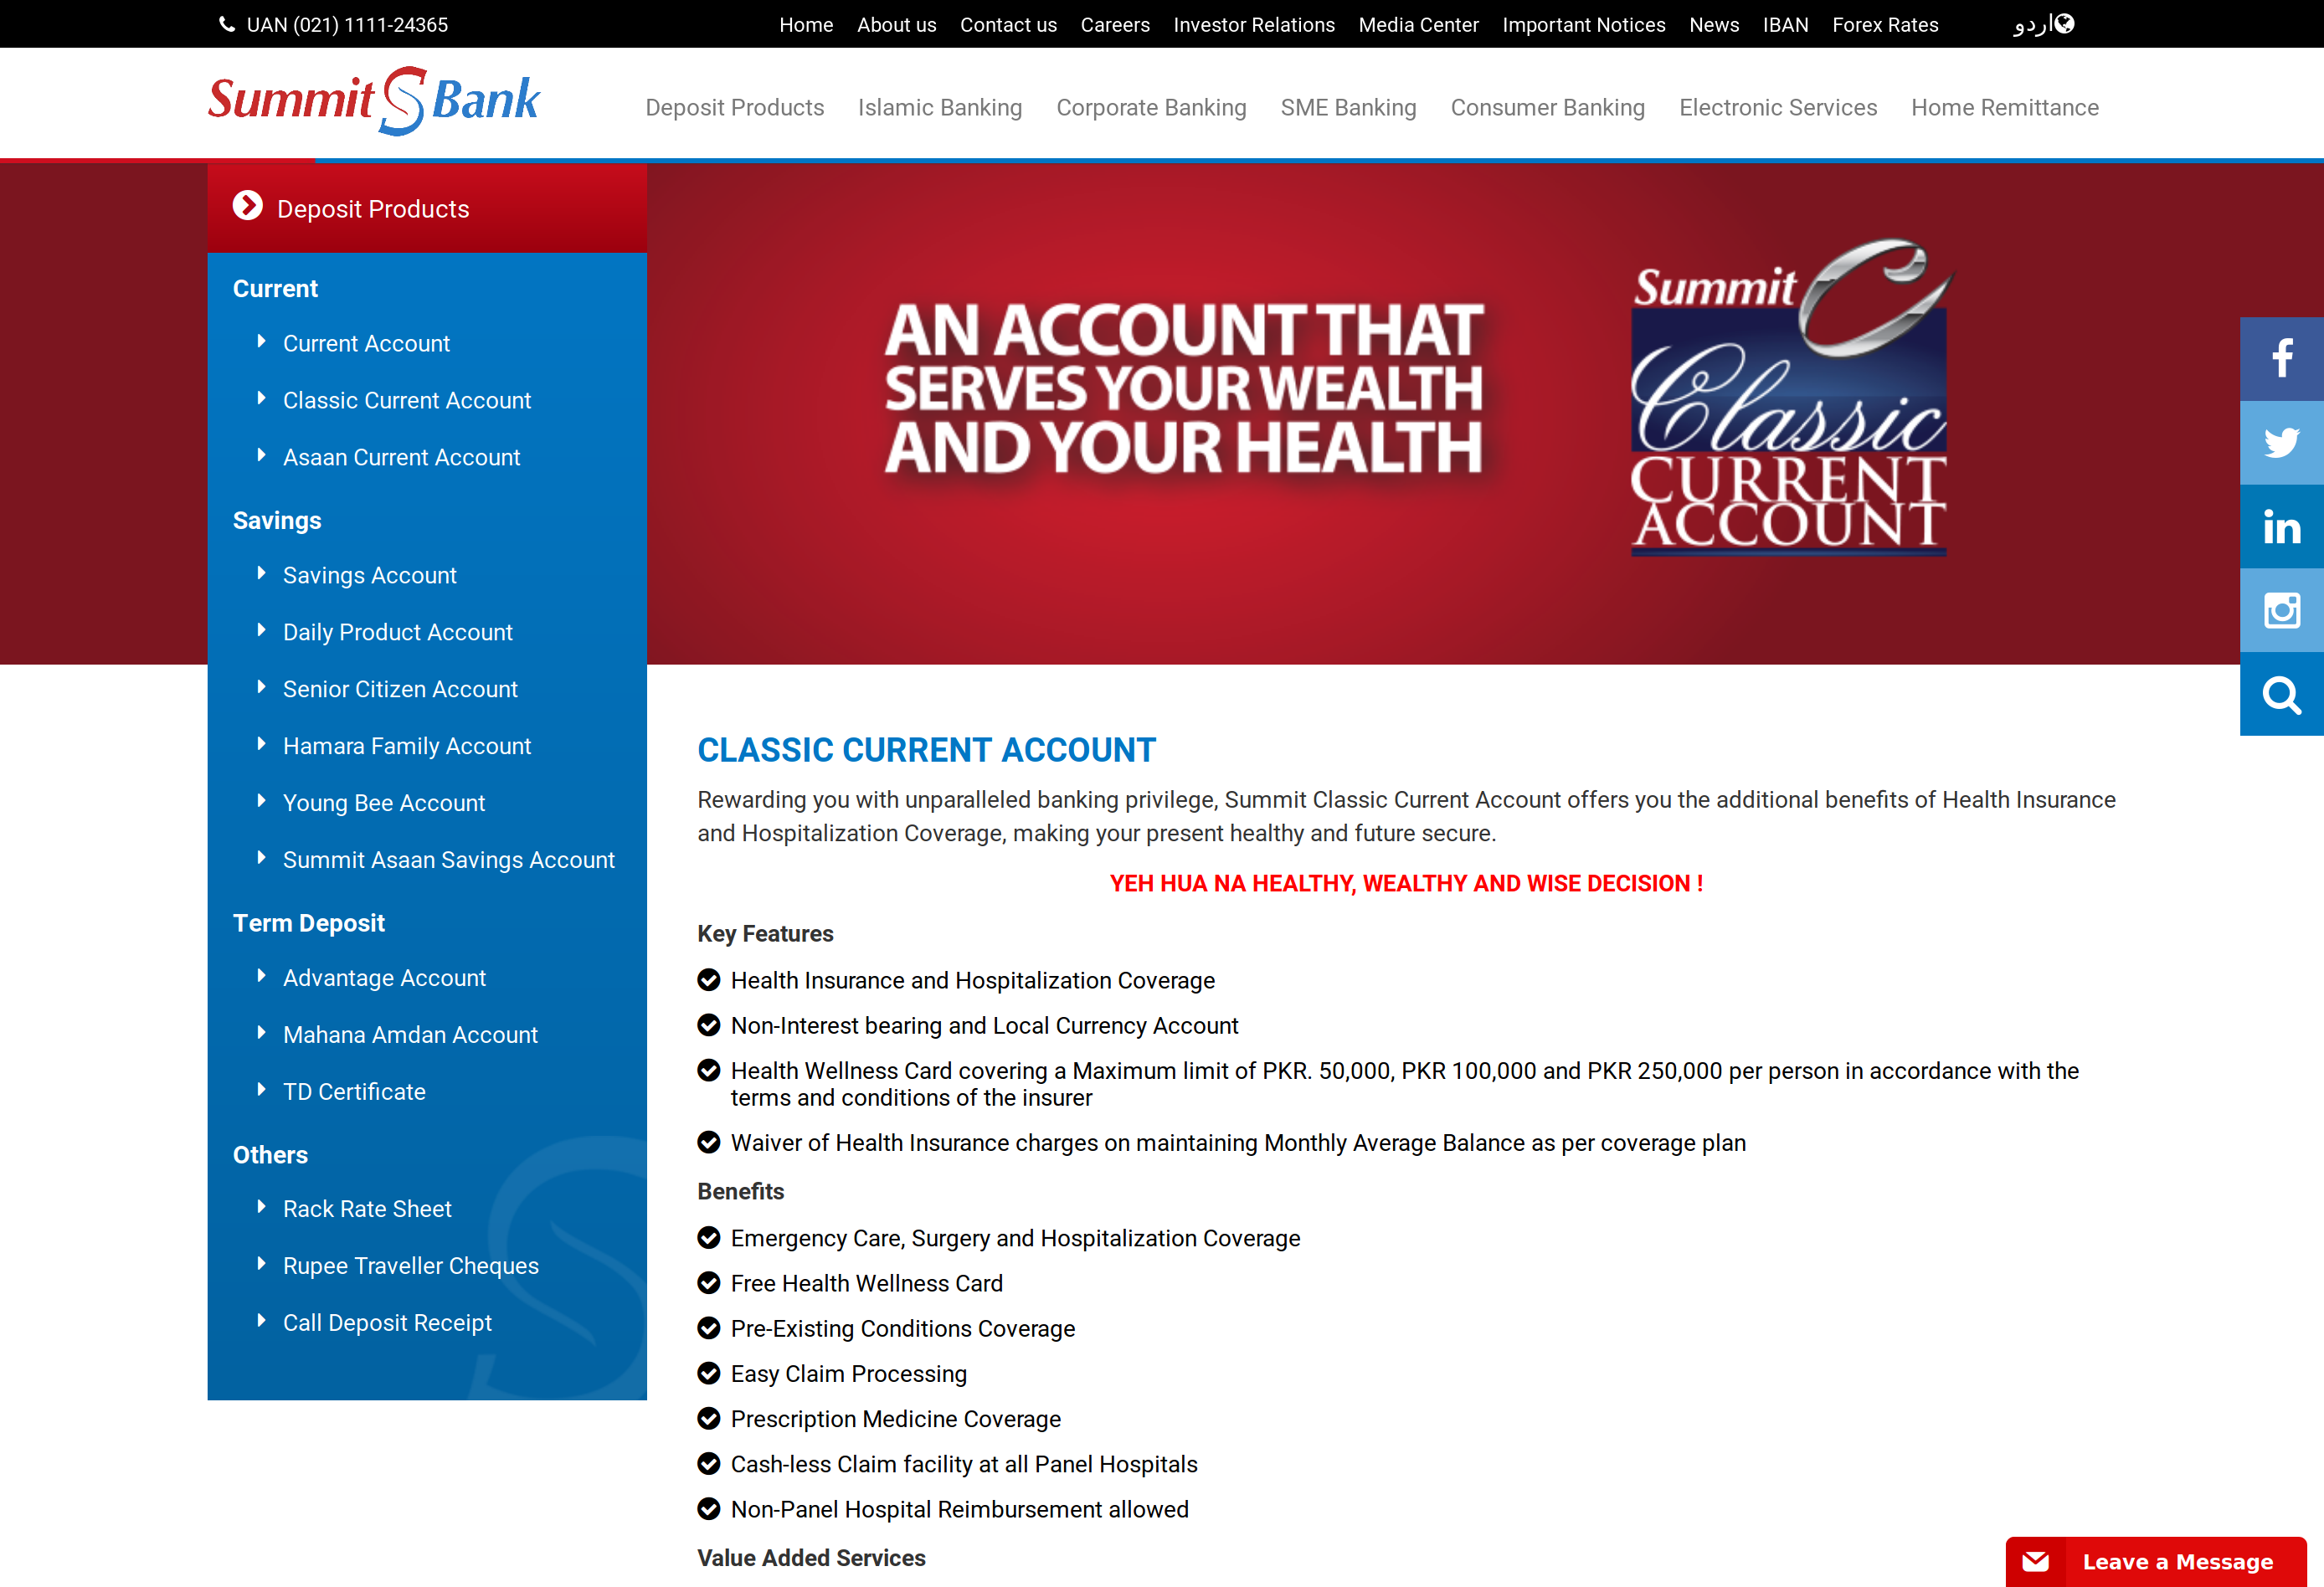 UAN (021) 1111-24365
Home About us Contact us Careers Investor Relations Media Center Important Notices News IBAN Forex Rates اردو
Summit S Bank
Deposit Products Islamic Banking Corporate Banking SME Banking Consumer Banking Electronic Services Home Remittance
Deposit Products
Current
Current Account
Classic Current Account
Asaan Current Account
Savings
Savings Account
Daily Product Account
Senior Citizen Account
Hamara Family Account
Young Bee Account
Summit Asaan Savings Account
Term Deposit
Advantage Account
Mahana Amdan Account
TD Certificate
Others
Rack Rate Sheet
Rupee Traveller Cheques
Call Deposit Receipt
AN ACCOUNT THAT
SERVES YOUR WEALTH
AND YOUR HEALTH
Summit C
Classic
CURRENT
ACCOUNT
CLASSIC CURRENT ACCOUNT
Rewarding you with unparalleled banking privilege, Summit Classic Current Account offers you the additional benefits of Health Insurance
and Hospitalization Coverage, making your present healthy and future secure.
YEH HUA NA HEALTHY, WEALTHY AND WISE DECISION !
Key Features
Health Insurance and Hospitalization Coverage
Non-Interest bearing and Local Currency Account
Health Wellness Card covering a Maximum limit of PKR. 50,000, PKR 100,000 and PKR 250,000 per person in accordance with the
terms and conditions of the insurer
Waiver of Health Insurance charges on maintaining Monthly Average Balance as per coverage plan
Benefits
Emergency Care, Surgery and Hospitalization Coverage
Free Health Wellness Card
Pre-Existing Conditions Coverage
Easy Claim Processing
Prescription Medicine Coverage
Cash-less Claim facility at all Panel Hospitals
Non-Panel Hospital Reimbursement allowed
Value Added Services
Leave a Message